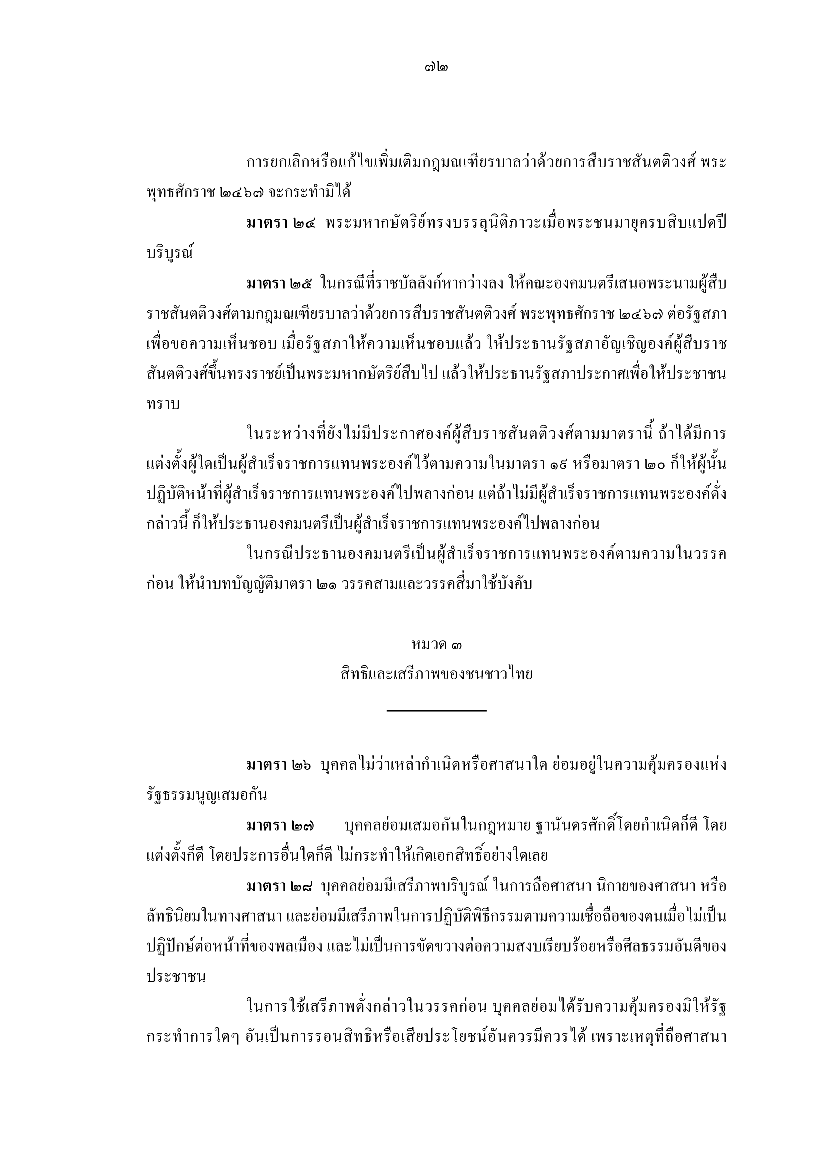 ๗๒
การยกเลิกหรือแก้ไขเพิ่มเติมกฎมณเฑียรบาลว่าด้วยการสืบราชสันตติวงศ์ พระ
พุทธศักราช ๒๔๖๗ จะกระทำมิได้
มาตรา ๒๔ พระมหากษัตริย์ทรงบรรลุนิติภาวะเมื่อพระชนมายุครบสิบแปดปี
บริบูรณ์
มาตรา ๒๕ ในกรณีที่ราชบัลลังก์หากว่างลง ให้คณะองคมนตรีเสนอพระนามผู้สืบ
ราชสันตติวงศ์ตามกฎมณเฑียรบาลว่าด้วยการสืบราชสันตติวงศ์ พระพุทธศักราช ๒๔๖๗ ต่อรัฐสภา
เพื่อขอความเห็นชอบ เมื่อรัฐสภาให้ความเห็นชอบแล้ว ให้ประธานรัฐสภาอัญเชิญองค์ผู้สืบราช
สันตติวงศ์ขึ้นทรงราชย์เป็นพระมหากษัตริย์สืบไป แล้วให้ประธานรัฐสภาประกาศเพื่อให้ประชาชน
ทราบ
ในระหว่างที่ยังไม่มีประกาศองค์ผู้สืบราชสันตติวงศ์ตามมาตรานี้ ถ้าได้มีการ
แต่งตั้งผู้ใดเป็นผู้สำเร็จราชการแทนพระองค์ไว้ตามความในมาตรา ๑๙ หรือมาตรา ๒๐ ก็ให้ผู้นั้น
ปฏิบัติหน้าที่ผู้สำเร็จราชการแทนพระองค์ไปพลางก่อน แต่ถ้าไม่มีผู้สำเร็จราชการแทนพระองค์ดั่ง
กล่าวนี้ ก็ให้ประธานองคมนตรีเป็นผู้สำเร็จราชการแทนพระองค์ไปพลางก่อน
ในกรณีประธานองคมนตรีเป็นผู้สำเร็จราชการแทนพระองค์ตามความในวรรค
ก่อน ให้นำบทบัญญัติมาตรา ๒๑ วรรคสามและวรรคสี่มาใช้บังคับ
หมวด ๓
สิทธิและเสรีภาพของชนชาวไทย
มาตรา ๒๖ บุคคลไม่ว่าเหล่ากำเนิดหรือศาสนาใด ย่อมอยู่ในความคุ้มครองแห่ง
รัฐธรรมนูญเสมอกัน
มาตรา ๒๗ บุคคลย่อมเสมอกันในกฎหมาย ฐานันดรศักดิ์โดยกำเนิดก็ดี โดย
แต่งตั้งก็ดี โดยประการอื่นใดก็ดี ไม่กระทำให้เกิดเอกสิทธิ์อย่างใดเลย
มาตรา ๒๘ บุคคลย่อมมีเสรีภาพบริบูรณ์ ในการถือศาสนา นิกายของศาสนา หรือ
ลัทธินิยมในทางศาสนา และย่อมมีเสรีภาพในการปฏิบัติพิธีกรรมตามความเชื่อถือของตนเมื่อไม่เป็น
ปฏิปักษ์ต่อหน้าที่ของพลเมือง และไม่เป็นการขัดขวางต่อความสงบเรียบร้อยหรือศีลธรรมอันดีของ
ประชาชน
ในการใช้เสรีภาพดั่งกล่าวในวรรคก่อน บุคคลย่อมได้รับความคุ้มครองมิให้รัฐ
กระทำการใดๆ อันเป็นการรอนสิทธิหรือเสียประโยชน์อันควรมีควรได้ เพราะเหตุที่ถือศาสนา